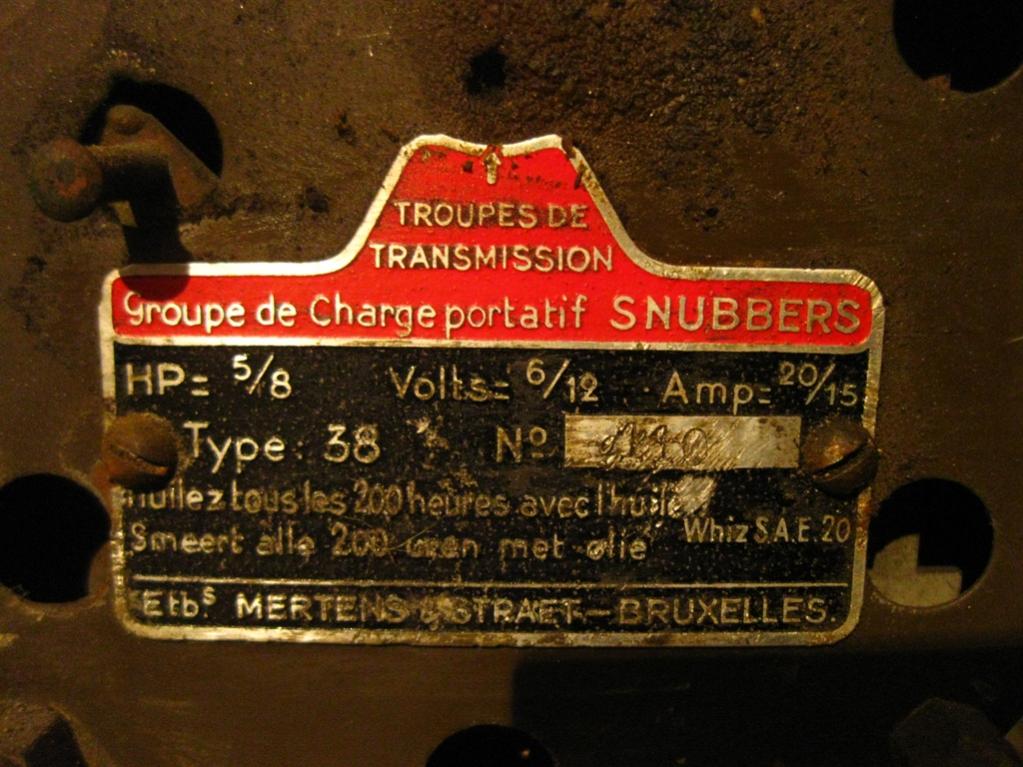 TROUPES DE
TRANSMISSION
Groupe de Charge portatif SNUBBERS
HP= 5/8 Volts= 6/12 Amp= 20/15
Type: 38 Nº
Huilez tous les 200 heures avec l'huile
Smeert alle 200 uren met olie Whiz S.A.E. 20
Etbˢ MERTENS & STRAET - BRUXELLES.